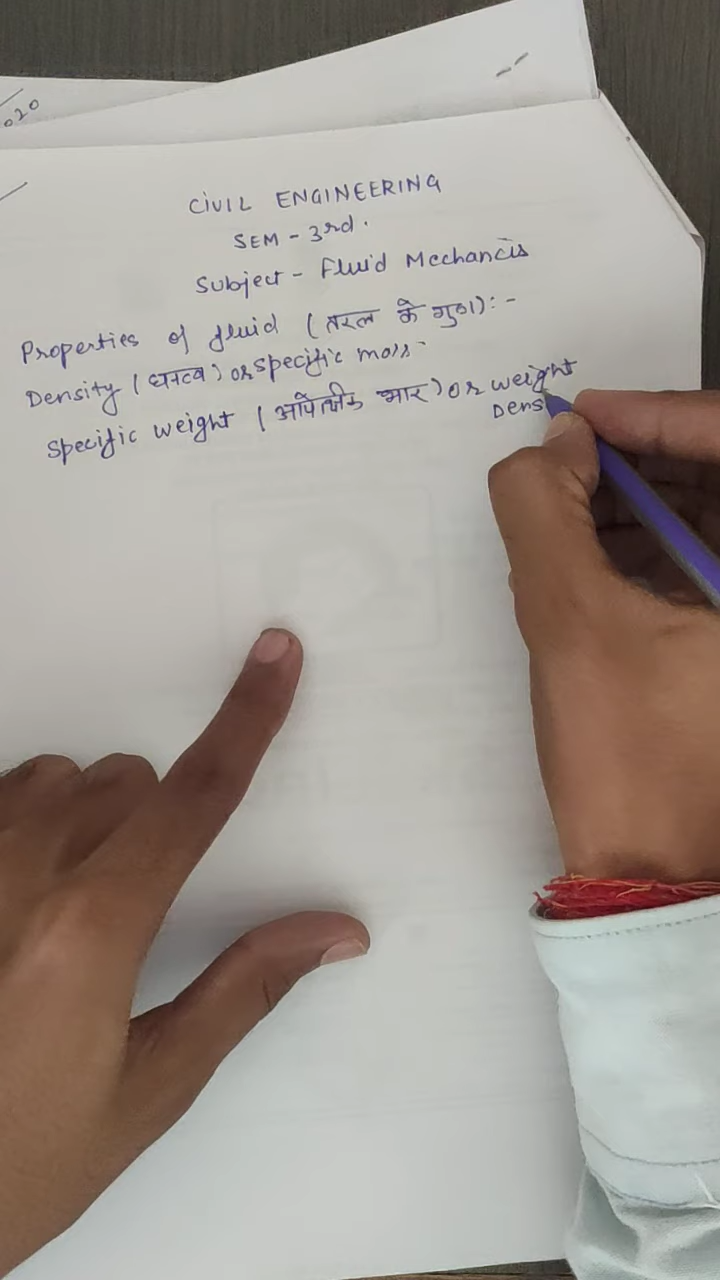 020
CIVIL ENGINEERING
SEM - 3rd.
Subject - Fluid Mechancis
Properties of fluid (तरल के गुण) :-
Density (घनत्व) or specific mass
specific weight (आपेक्षिक भार) or weight
Dens